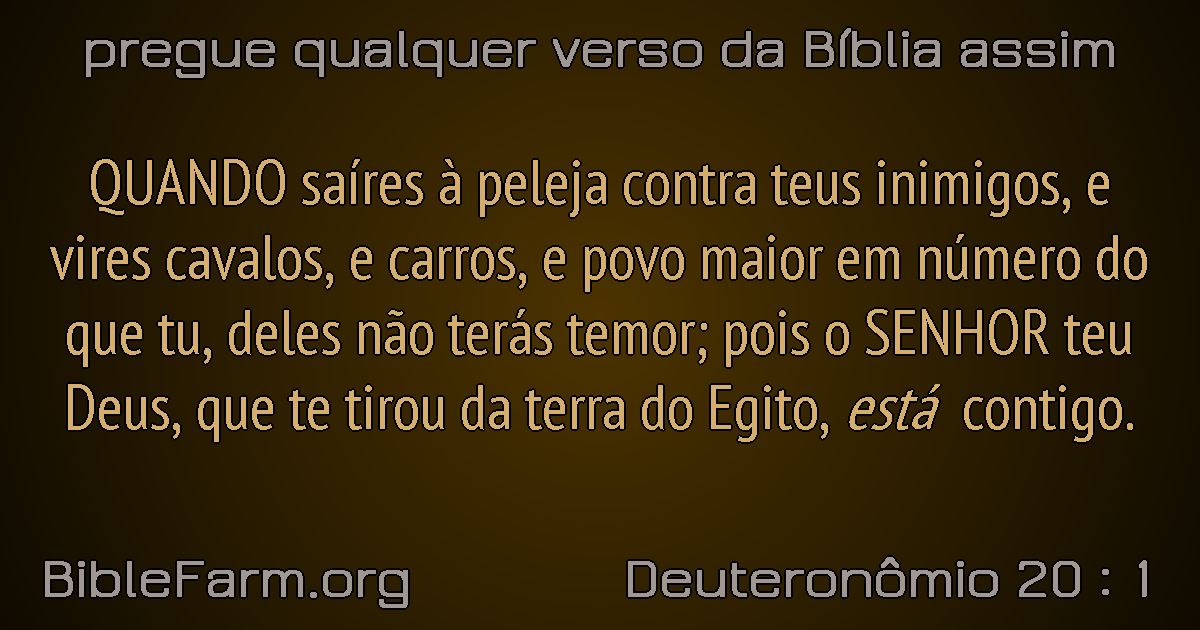 pregue qualquer verso da Bíblia assim
QUANDO saíres à peleja contra teus inimigos, e
vires cavalos, e carros, e povo maior em número do
que tu, deles não terás temor; pois o SENHOR teu
Deus, que te tirou da terra do Egito, está contigo.
BibleFarm.org
Deuteronômio 20 : 1